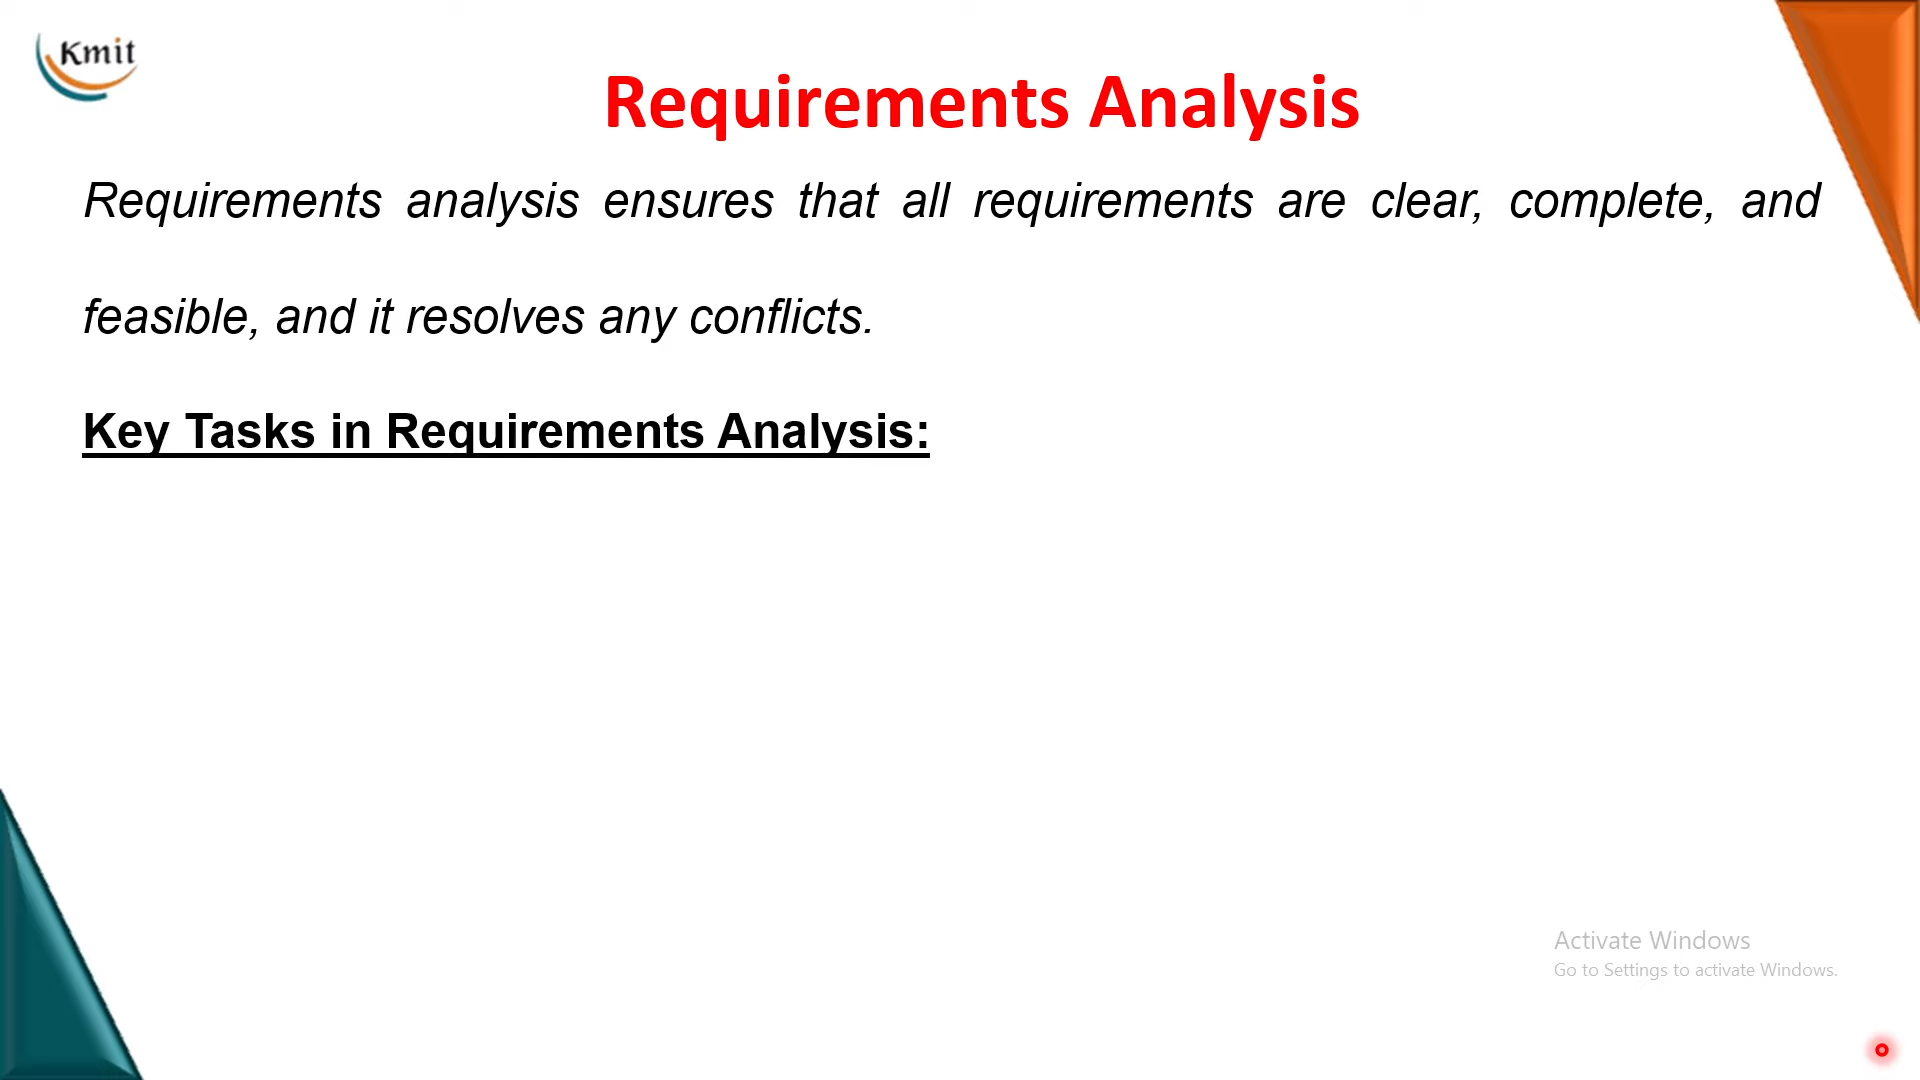 Kmit
Requirements Analysis
Requirements analysis ensures that all requirements are clear, complete, and
feasible, and it resolves any conflicts.
Key Tasks in Requirements Analysis:
Activate Windows
Go to Settings to activate Windows.